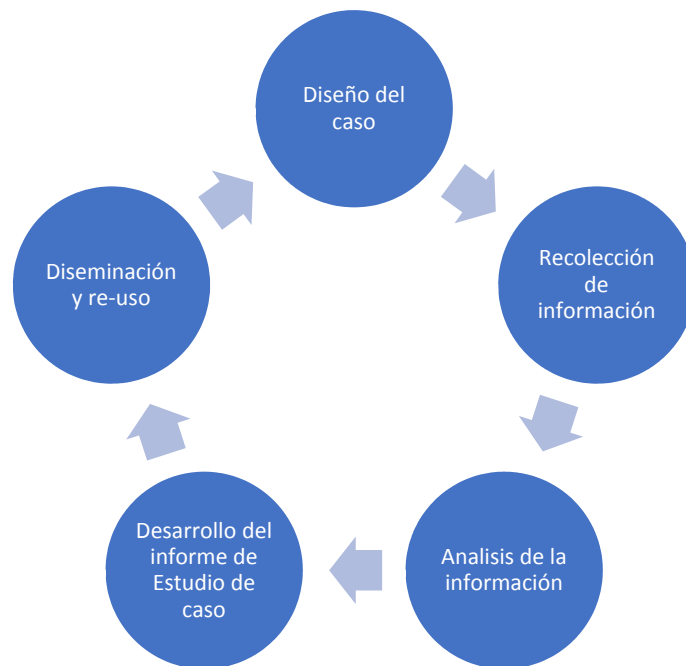 Diseño del
caso
Recolección
de
información
Analisis de la
información
Desarrollo del
informe de
Estudio de
caso
Diseminación
y re-uso